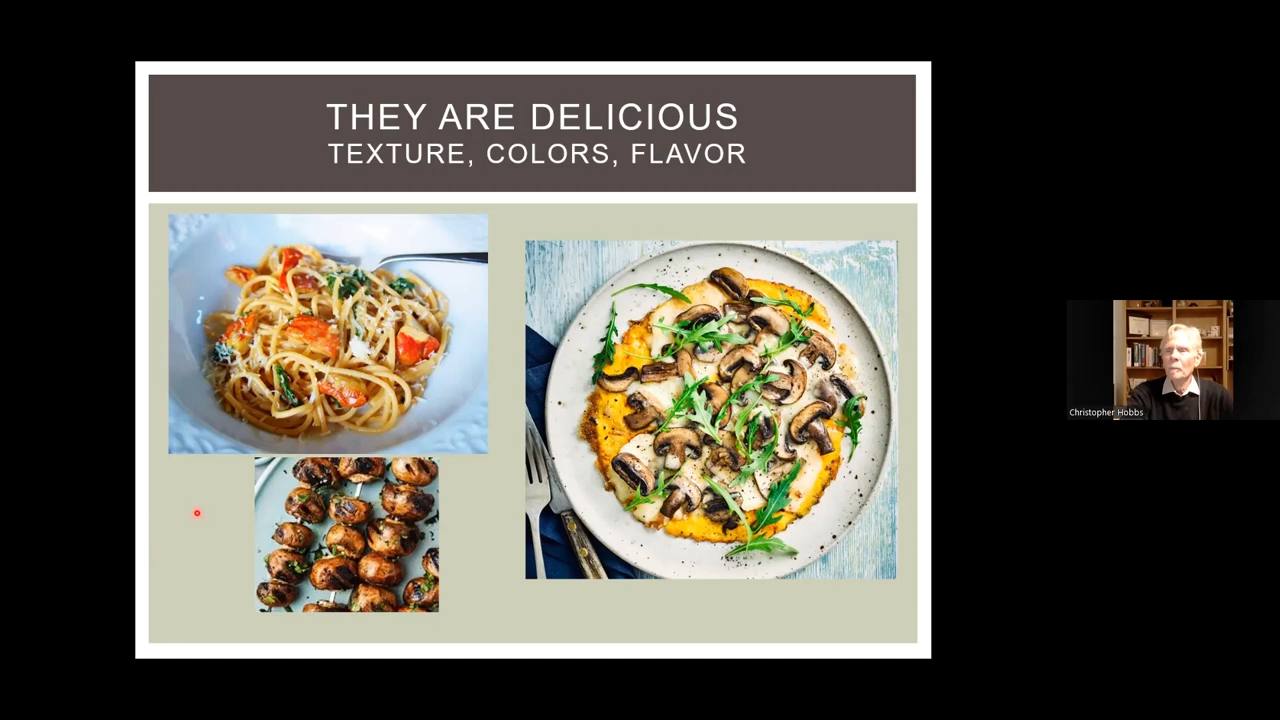 THEY ARE DELICIOUS
TEXTURE, COLORS, FLAVOR
Christopher Hobbs